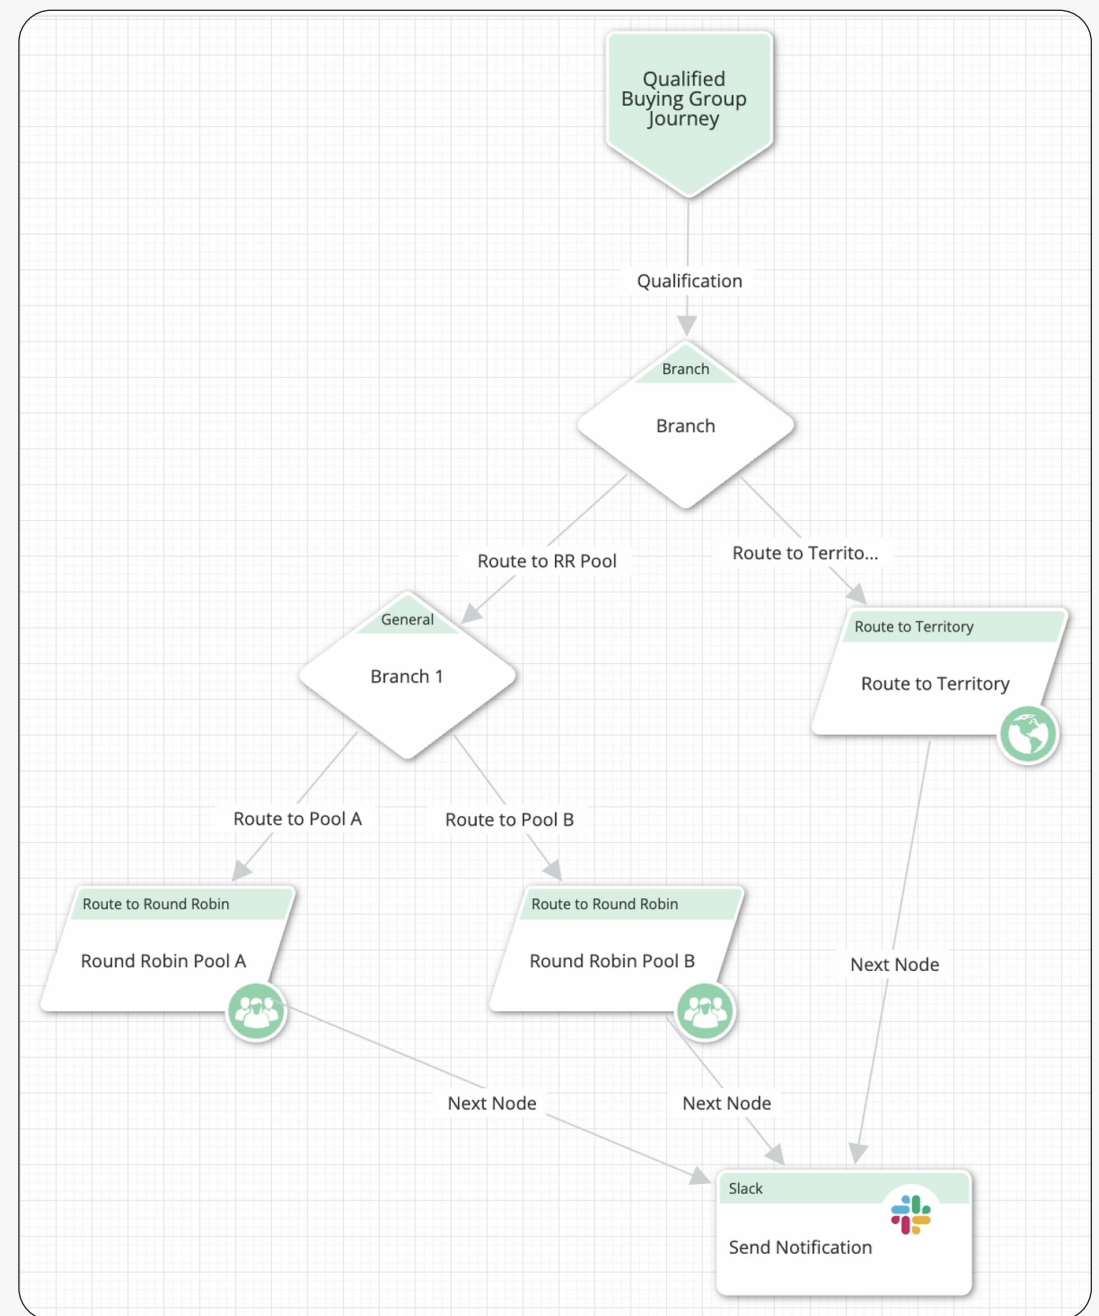 Qualified
Buying Group
Journey
Qualification
Branch
Branch
Route to RR Pool
Route to Territo...
General
Branch 1
Route to Territory
Route to Territory
Route to Pool A
Route to Pool B
Route to Round Robin
Round Robin Pool A
Route to Round Robin
Round Robin Pool B
Next Node
Next Node
Next Node
Slack
Send Notification